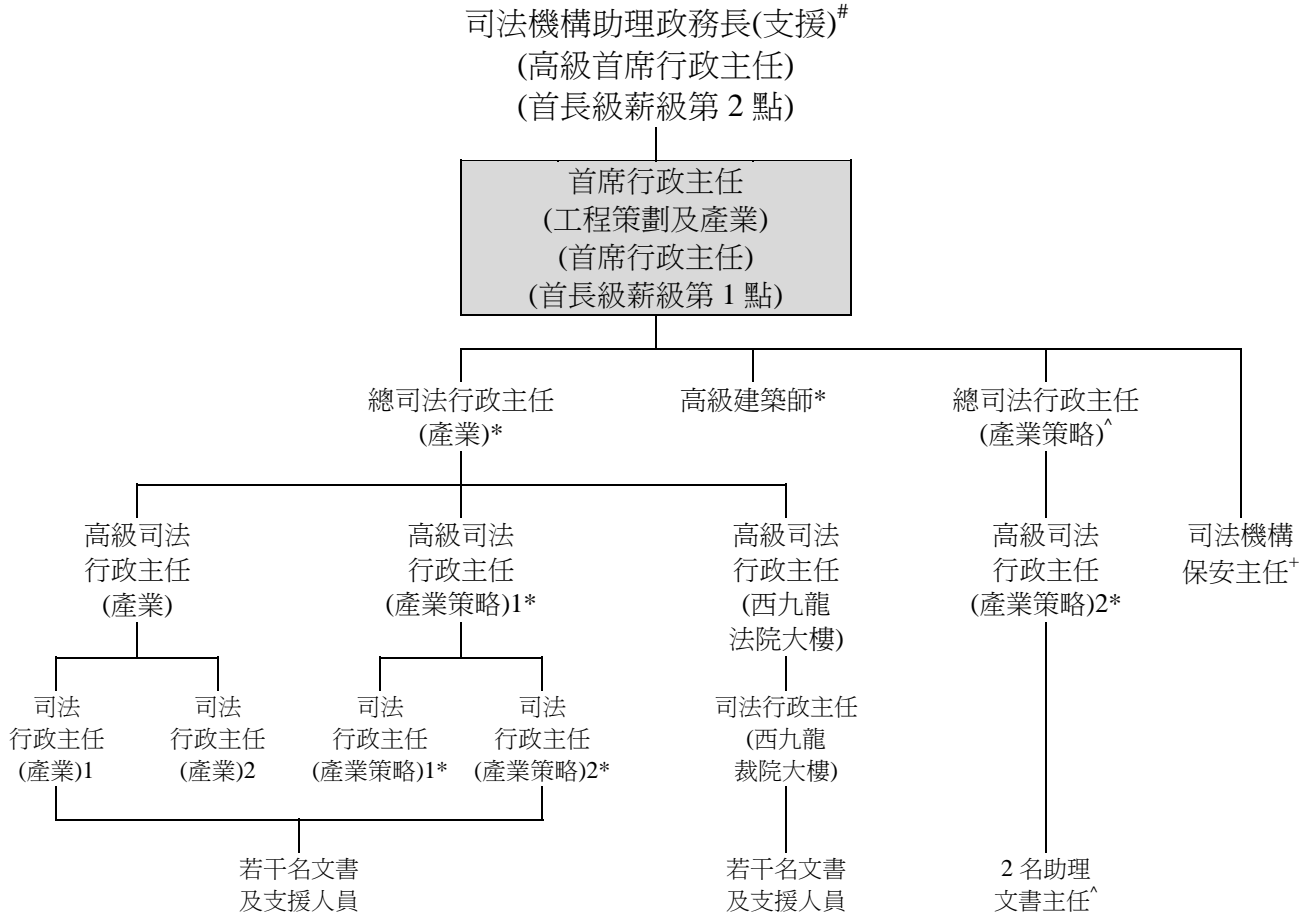 司法機構助理政務長(支援)#
(高級首席行政主任)
(首長級薪級第 2 點)
首席行政主任
(工程策劃及產業)
(首席行政主任)
(首長級薪級第 1 點)
總司法行政主任
(產業)*
高級建築師*
總司法行政主任
(產業策略)^
高級司法
行政主任
(產業)
高級司法
行政主任
(產業策略)1*
高級司法
行政主任
(西九龍
法院大樓)
高級司法
行政主任
(產業策略)2*
司法機構
保安主任+
司法
行政主任
(產業)1
司法
行政主任
(產業)2
司法
行政主任
(產業策略)1*
司法
行政主任
(產業策略)2*
司法行政主任
(西九龍
裁院大樓)
若干名文書
及支援人員
若干名文書
及支援人員
2 名助理
文書主任^